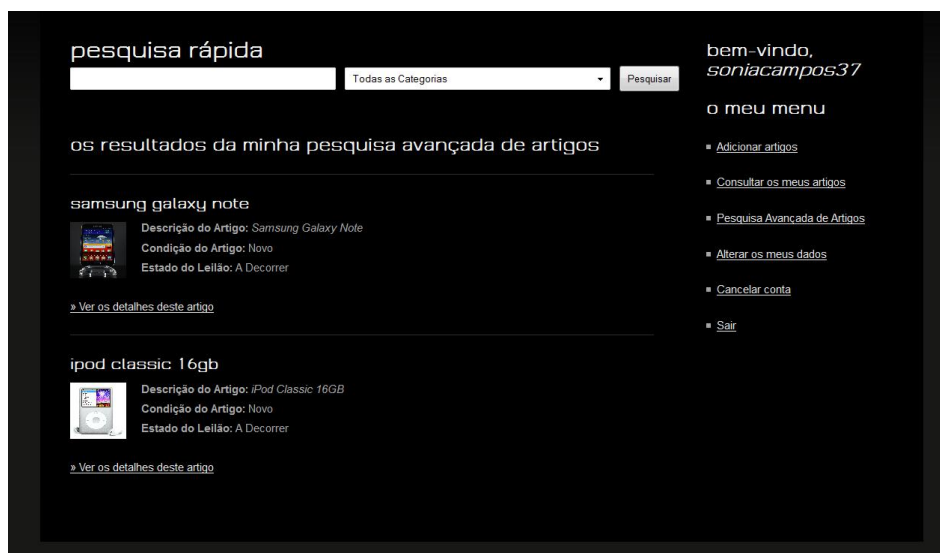 pesquisa rápida
Todas as Categorias
Pesquisar
os resultados da minha pesquisa avançada de artigos
samsung galaxy note
Descrição do Artigo: Samsung Galaxy Note
Condição do Artigo: Novo
Estado do Leilão: A Decorrer
» Ver os detalhes deste artigo
ipod classic 16gb
Descrição do Artigo: iPod Classic 16GB
Condição do Artigo: Novo
Estado do Leilão: A Decorrer
» Ver os detalhes deste artigo
bem-vindo,
soniacampos37
o meu menu
Adicionar artigos
Consultar os meus artigos
Pesquisa Avançada de Artigos
Alterar os meus dados
Cancelar conta
Sair